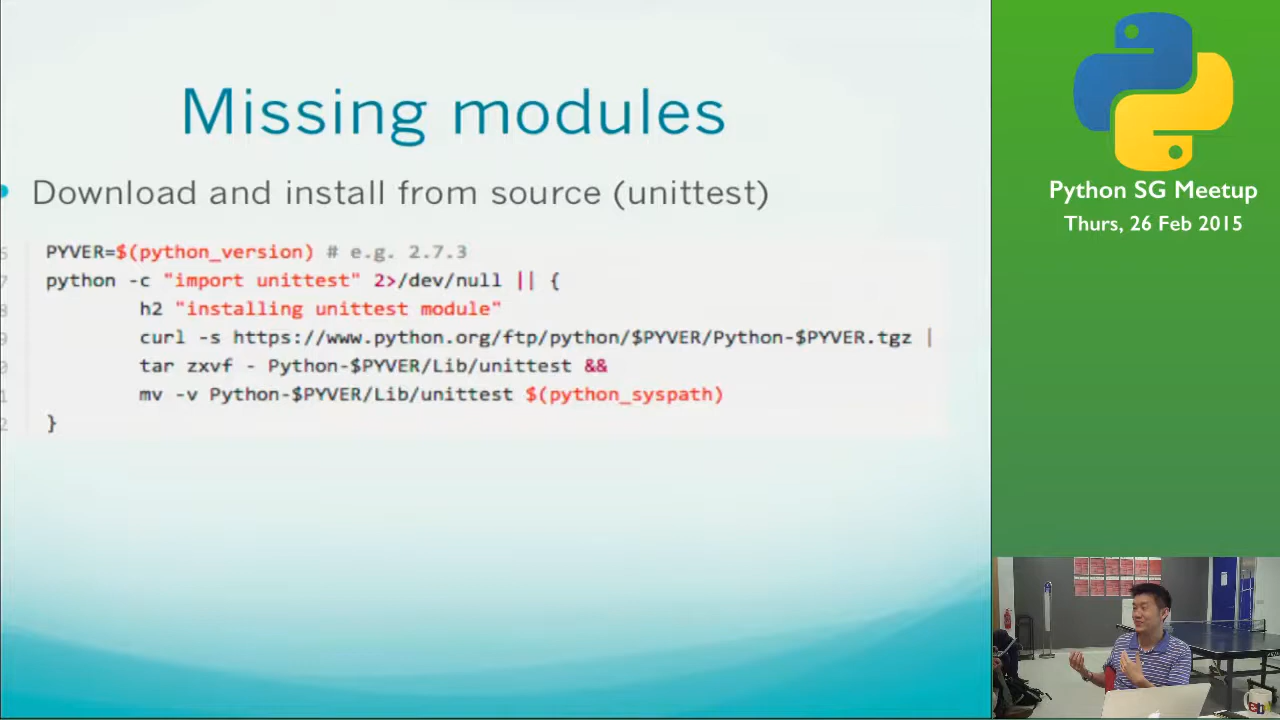 Missing modules
Download and install from source (unittest)
PYVER=$(python_version) # e.g. 2.7.3
python -c "import unittest" 2>/dev/null || {
h2 "installing unittest module"
curl -s https://www.python.org/ftp/python/$PYVER/Python-$PYVER.tgz |
tar zxvf - Python-$PYVER/Lib/unittest &&
mv -v Python-$PYVER/Lib/unittest $(python_syspath)
}
Python SG Meetup
Thurs, 26 Feb 2015